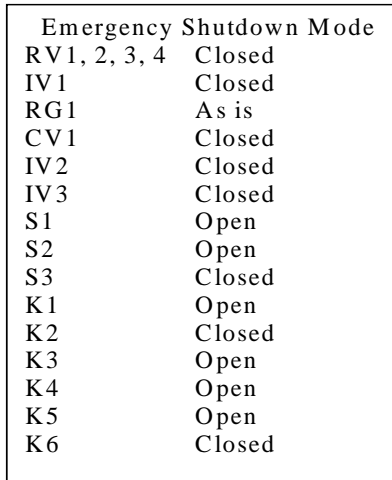 Emergency Shutdown Mode
RV1, 2, 3, 4 Closed
IV1 Closed
RG1 As is
CV1 Closed
IV2 Closed
IV3 Closed
S1 Open
S2 Open
S3 Closed
K1 Open
K2 Closed
K3 Open
K4 Open
K5 Open
K6 Closed